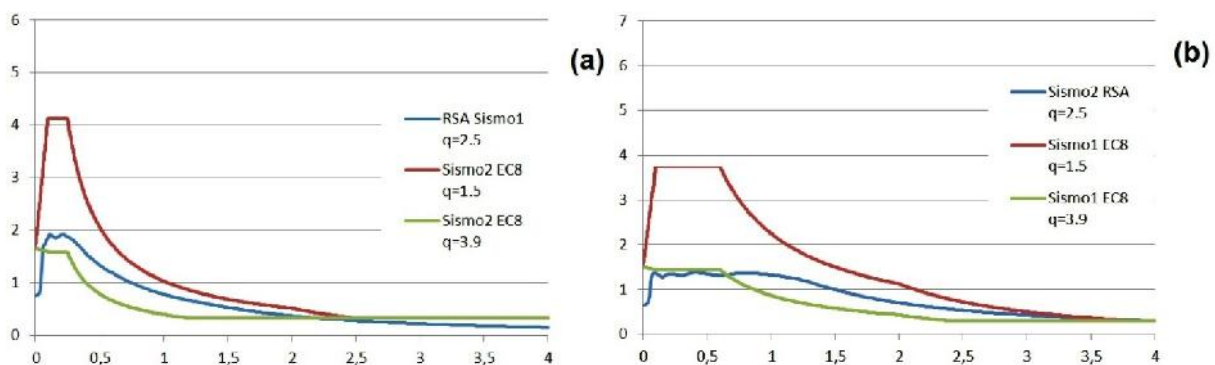 6
5
4
3
2
1
0
0 0,5 1 1,5 2 2,5 3 3,5 4
(a)
RSA Sismo1
q=2.5
Sismo2 EC8
q=1.5
Sismo2 EC8
q=3.9
7
6
5
4
3
2
1
0
0 0,5 1 1,5 2 2,5 3 3,5 4
(b)
Sismo2 RSA
q=2.5
Sismo1 EC8
q=1.5
Sismo1 EC8
q=3.9